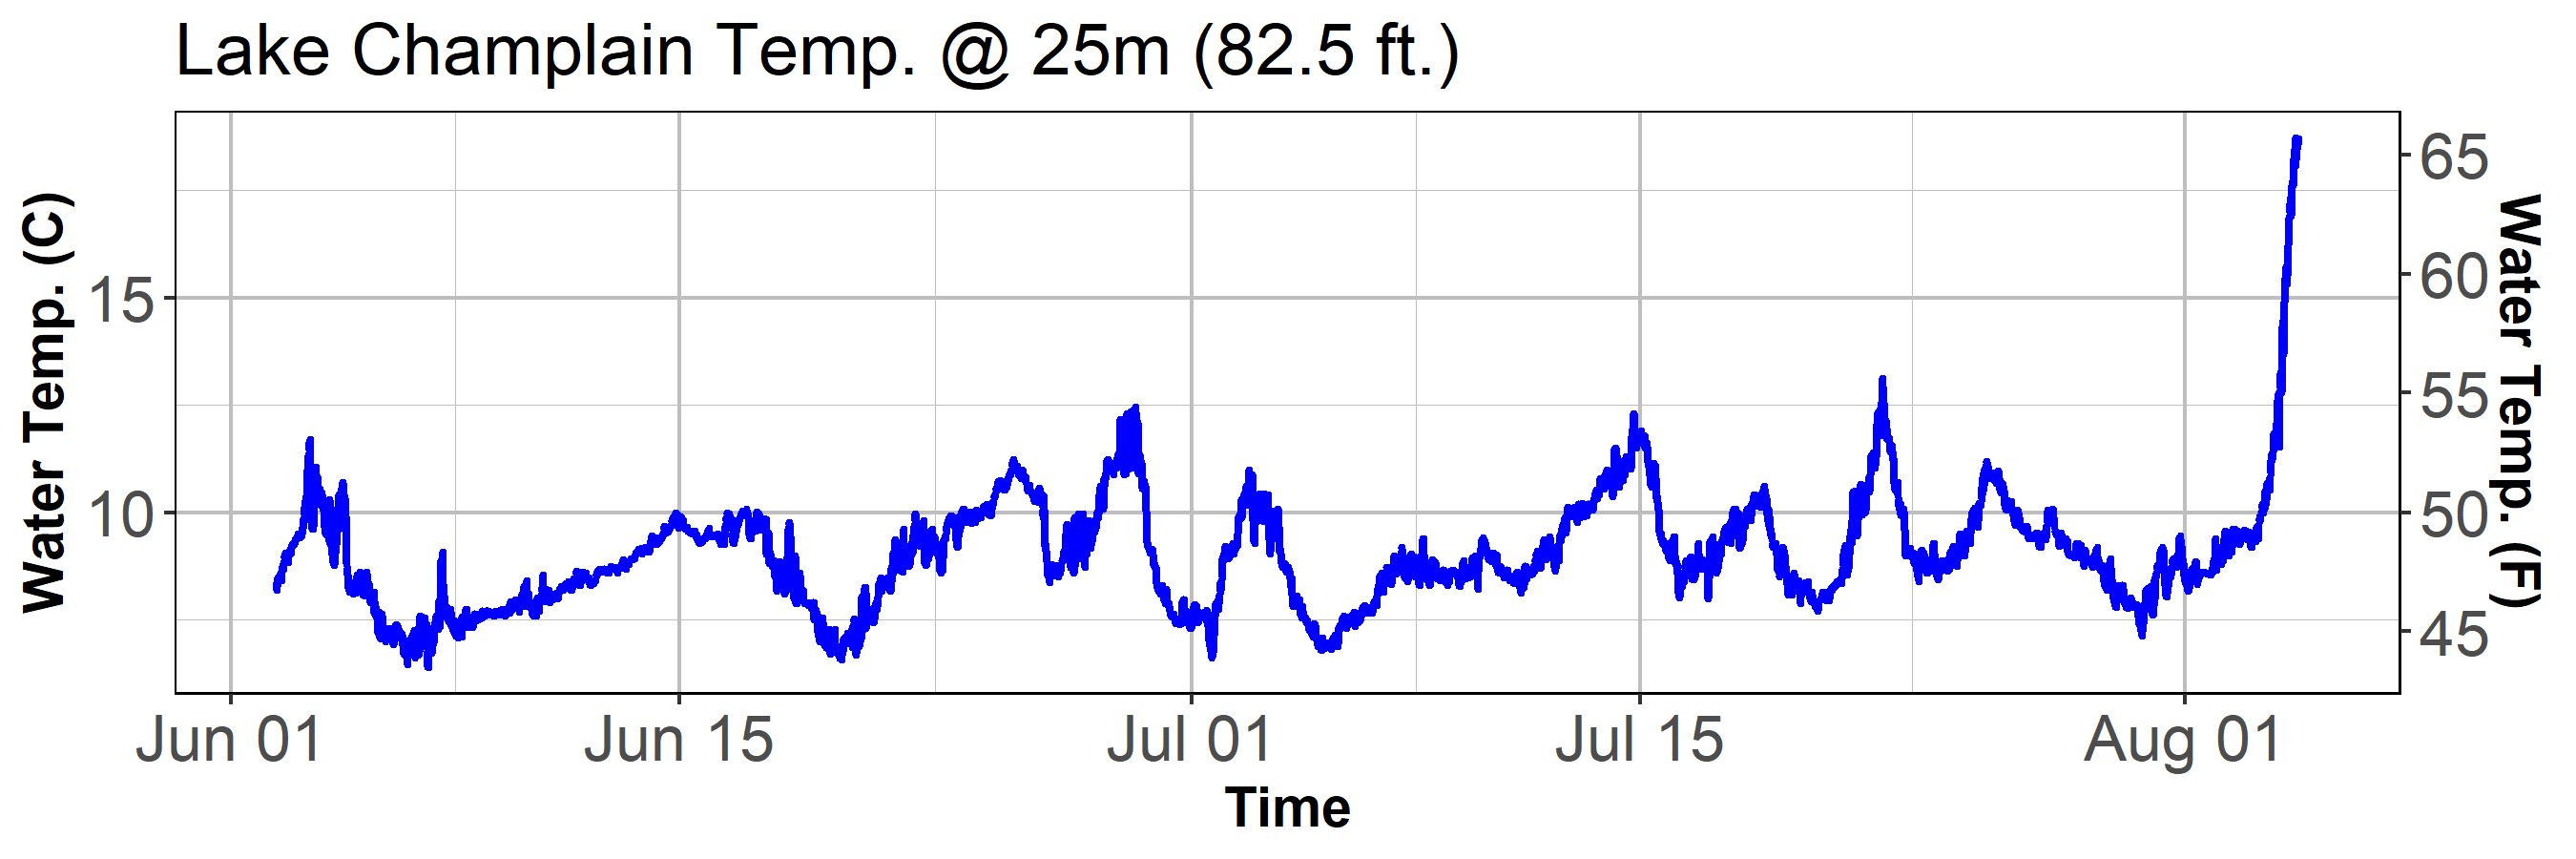 Lake Champlain Temp. @ 25m (82.5 ft.)
Water Temp. (C)
15
10
65
60
55
50
45
Water Temp. (F)
Jun 01
Jun 15
Jul 01
Jul 15
Aug 01
Time